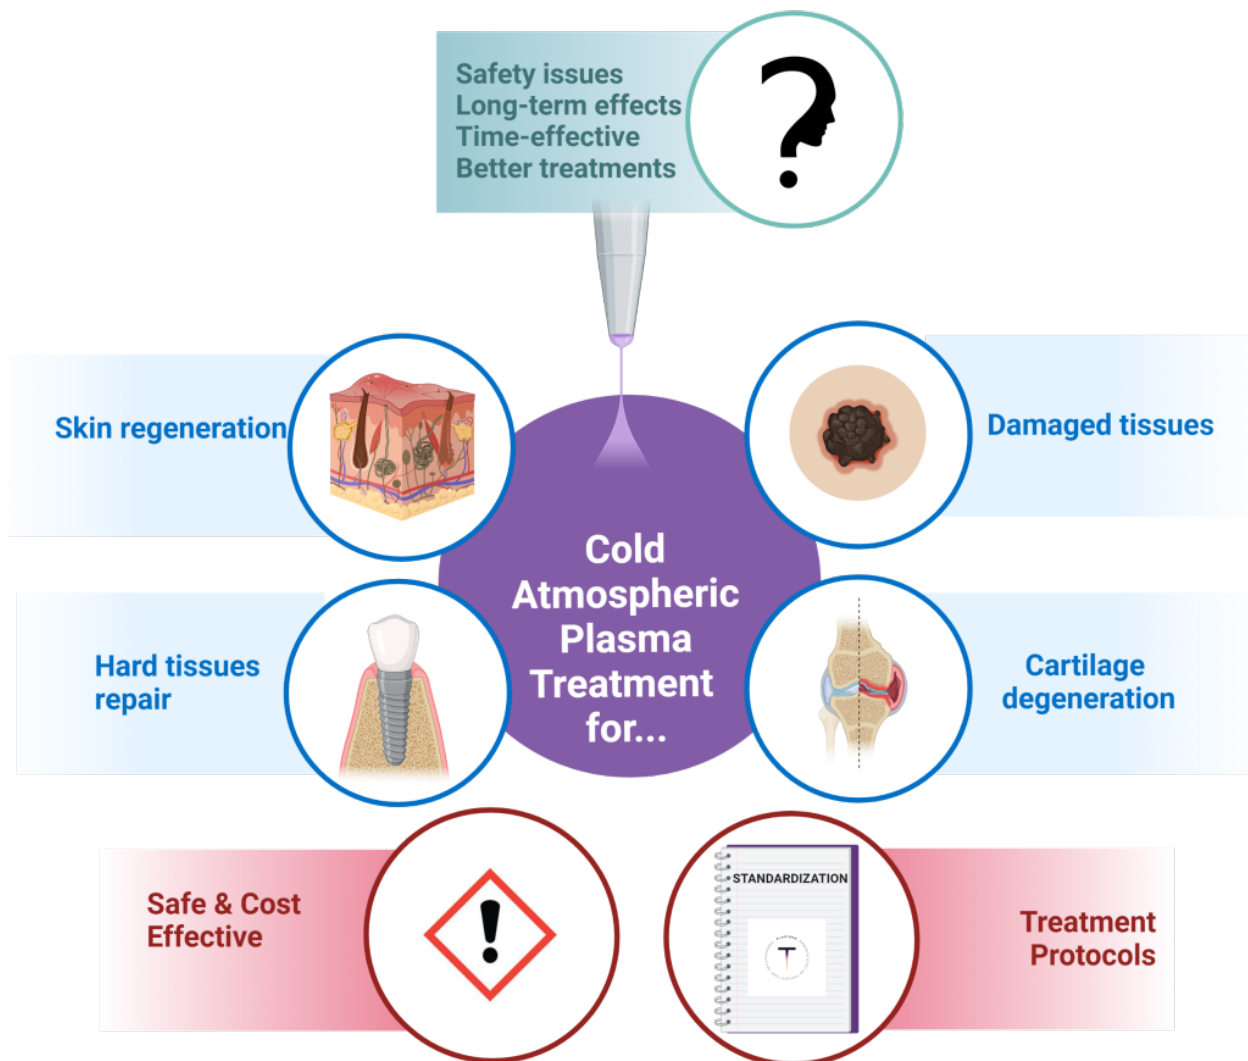 Safety issues
Long-term effects
Time-effective
Better treatments
Skin regeneration
Damaged tissues
Cold
Atmospheric
Plasma
Treatment
for...
Hard tissues
repair
Cartilage
degeneration
Safe & Cost
Effective
STANDARDIZATION
T
Treatment
Protocols